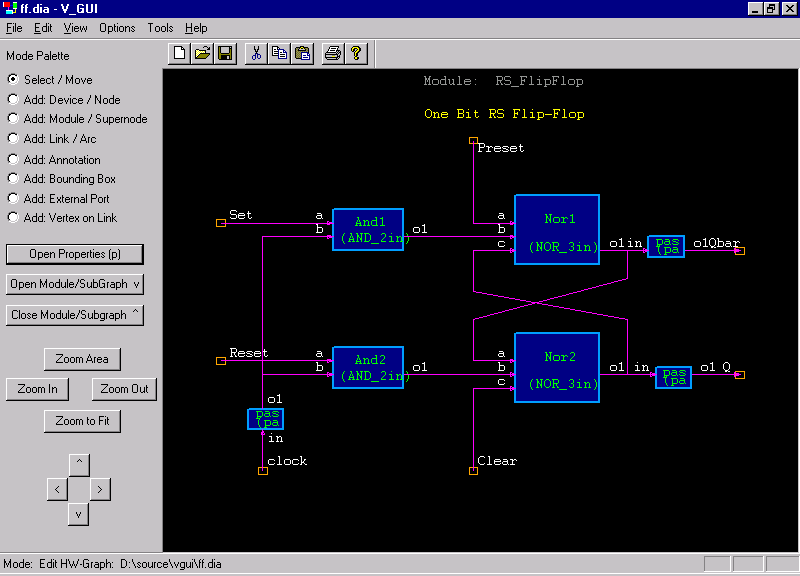 ff.dia - V_GUI
File Edit View Options Tools Help
Mode Palette
Select / Move
Add: Device / Node
Add: Module / Supernode
Add: Link / Arc
Add: Annotation
Add: Bounding Box
Add: External Port
Add: Vertex on Link
Open Properties (p)
Open Module/SubGraph v
Close Module/Subgraph ^
Zoom Area
Zoom In Zoom Out
Zoom to Fit
^
< >
v
Module: RS_FlipFlop
One Bit RS Flip-Flop
Preset
Set a And1 o1 a Nor1
b (AND_2in) b (NOR_3in) o1 in pas o1 Qbar
c (pa
Reset a And2 o1 a Nor2
b (AND_2in) b (NOR_3in) o1 in pas o1 Q
c (pa
o1
pas
(pa
in
clock Clear
Mode: Edit HW-Graph: D:\source\vgui\ff.dia